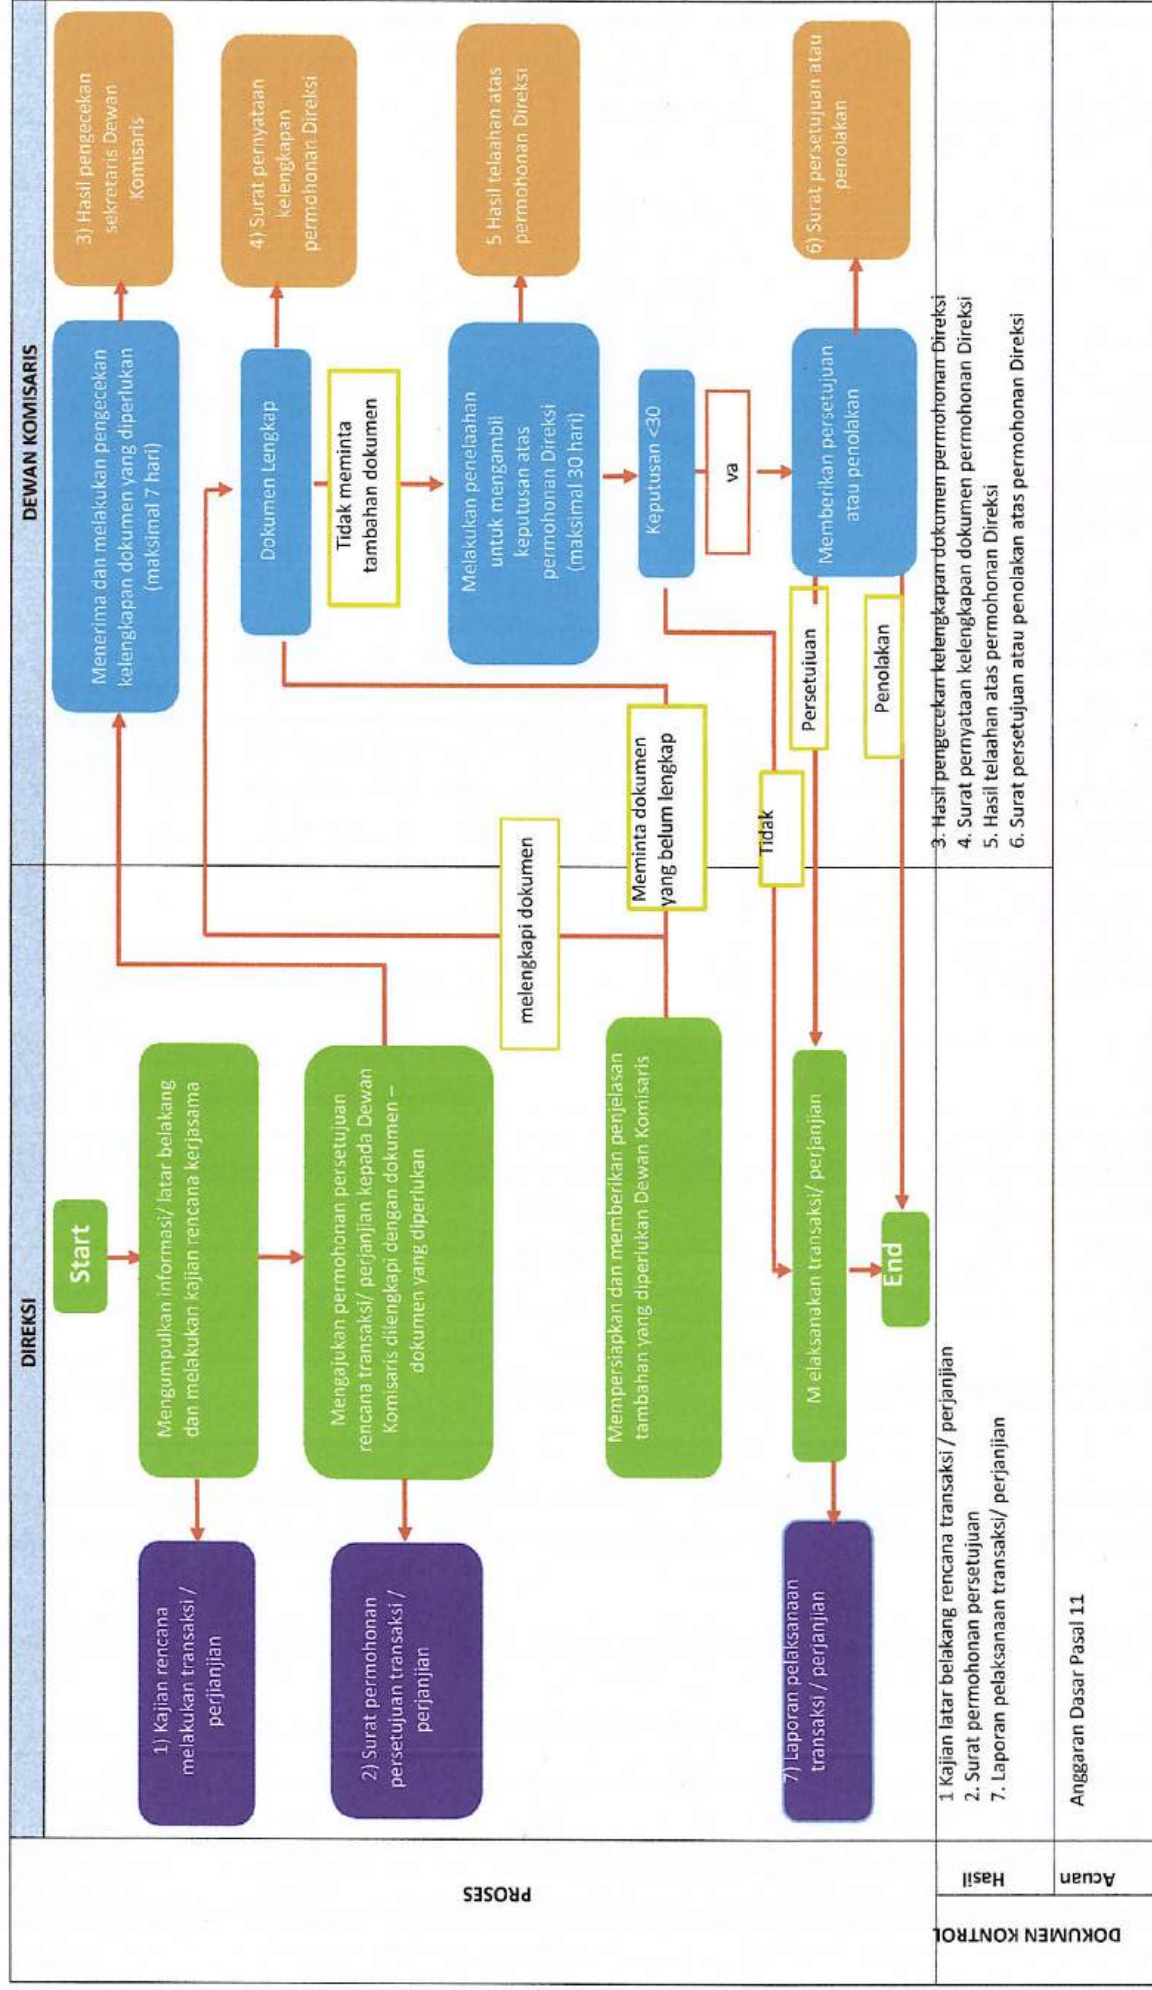 DIREKSI
DEWAN KOMISARIS
PROSES
Start
Mengumpulkan informasi/ latar belakang
dan melakukan kajian rencana kerjasama
1) Kajian rencana
melakukan transaksi /
perjianjian
Mengajukan permohonan persetujuan
rencana transaksi/ perjanjian kepada Dewan
Komisaris dilengkapi dengan dokumen –
dokumen yang diperlukan
2) Surat permohonan
persetujuan transaksi /
perjanjian
Menerima dan melakukan pengecekan
kelengkapan dokumen yang diperlukan
(maksimal 7 hari)
3) Hasil pengecekan
sekretaris Dewan
Komisaris
Dokumen Lengkap
4) Surat pernyataan
kelengkapan
permohonan Direksi
Tidak meminta
tambahan dokumen
melengkapi dokumen
Melakukan penelaahan
untuk mengambil
keputusan atas
permohonan Direksi
(maksimal 30 hari)
5 Hasil telaahan atas
permohonan Direksi
Meminta dokumen
yang belum lengkap
Mempersiapkan dan memberikan penjelasan
tambahan yang diperlukan Dewan Komisaris
Keputusan <30
va
Tidak
Memberikan persetujuan
atau penolakan
6) Surat persetujuan atau
penolakan
Persetujuan
Penolakan
M elaksanakan transaksi/ perjanjian
7) Laporan pelaksanaan
transaksi / perjanjian
End
DOKUMEN KONTROL
Hasil
1 Kajian latar belakang rencana transaksi / perjanjian
2. Surat permohonan persetujuan
7. Laporan pelaksanaan transaksi/ perjanjian
3. Hasil pengecekan kelengkapan dokumen permohonan Direksi
4. Surat pernyataan kelengkapan dokumen permohonan Direksi
5. Hasil telaahan atas permohonan Direksi
6. Surat persetujuan atau penolakan atas permohonan Direksi
Acuan
Anggaran Dasar Pasal 11